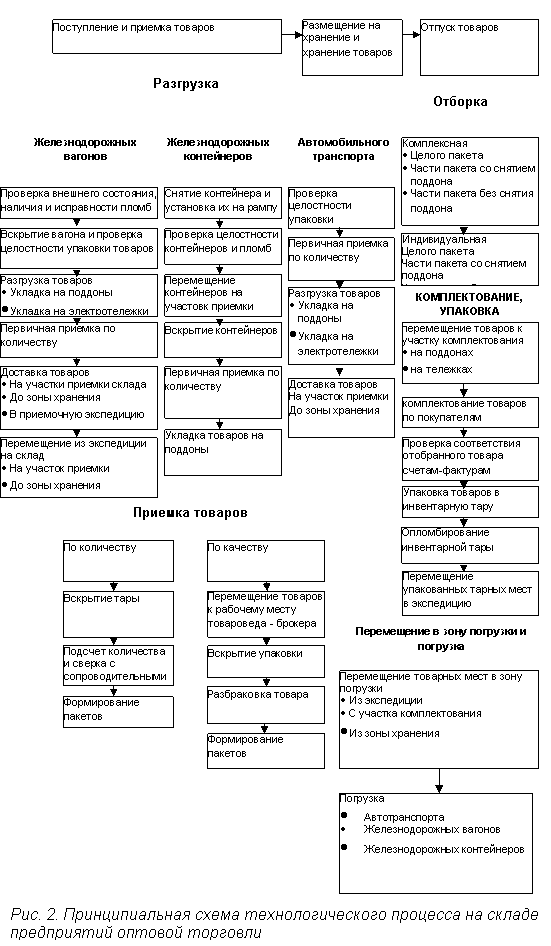 Поступление и приемка товаров
Размещение на
хранение и
хранение товаров
Отпуск товаров
Разгрузка
Железнодорожных
вагонов
Проверка внешнего состояния,
наличия и исправности пломб
Вскрытие вагона и проверка
целостности упаковки товаров
Разгрузка товаров
• Укладка на поддоны
• Укладка на электротележки
Первичная приемка по
количеству
Доставка товаров
• На участки приемки склада
• До зоны хранения
• В приемочную экспедицию
Перемещение из экспедиции
на склад
• На участок приемки
• До зоны хранения
Железнодорожных
контейнеров
Снятие контейнера и
установка их на рампу
Проверка целостности
контейнеров и пломб
Перемещение
контейнеров на
участовк приемки
Вскрытие контейнеров
Первичная приемка по
количеству
Укладка товаров на
поддоны
Автомобильного
транспорта
Проверка
целостности
упаковки
Первичная приемка
по количеству
Разгрузка товаров
• Укладка на
поддоны
• Укладка на
электротележки
Доставка товаров
На участок приемки
До зоны хранения
Отборка
Комплексная
• Целого пакета
• Части пакета со снятием
поддона
• Части пакета без снятия
поддона
Индивидуальная
Целого пакета
Части пакета со снятием
поддона
КОМПЛЕКТОВАНИЕ,
УПАКОВКА
перемещение товаров к
участку комплектования
• на поддонах
• на тележках
комплектование товаров
по покупателям
Проверка соответствия
отобранного товара
счетам-фактурам
Упаковка товаров в
инвентарную тару
Опломбирование
инвентарной тары
Перемещение
упакованных тарных мест
в экспедицию
Приемка товаров
По количеству
Вскрытие тары
Подсчет количества
и сверка с
сопроводительными
Формирование
пакетов
По качеству
Перемещение товаров
к рабочему месту
товароведа - брокера
Вскрытие упаковки
Разбраковка товара
Формирование
пакетов
Перемещение в зону погрузки и
погрузка
Перемещение товарных мест в зону
погрузки
• Из экспедиции
• С участка комплектования
• Из зоны хранения
Погрузка
• Автотранспорта
• Железнодорожных вагонов
• Железнодорожных контейнеров
Рис. 2. Принципиальная схема технологического процесса на складе
предприятий оптовой торговли